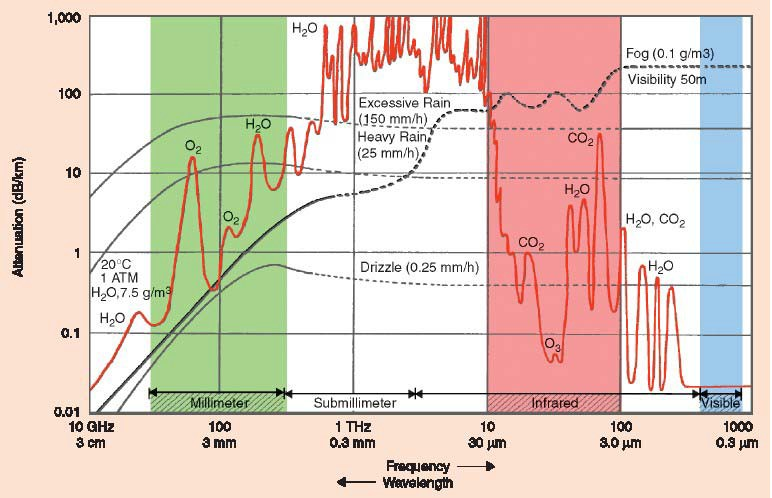 1,000
100
10
1
0.1
0.01
Attenuation (dB/km)
H₂O
Fog (0.1 g/m3)
Visibility 50m
Excessive Rain
(150 mm/h)
Heavy Rain
(25 mm/h)
O₂
H₂O
O₂
CO₂
H₂O
H₂O, CO₂
CO₂
H₂O
20°C
1 ATM
H₂O,7.5 g/m³
Drizzle (0.25 mm/h)
H₂O
O₃
Millimeter
Submillimeter
Infrared
Visible
10 GHz 100 1 THz 10 100 1000
3 cm 3 mm 0.3 mm 30 µm 3.0 µm 0.3 µm
Frequency
Wavelength